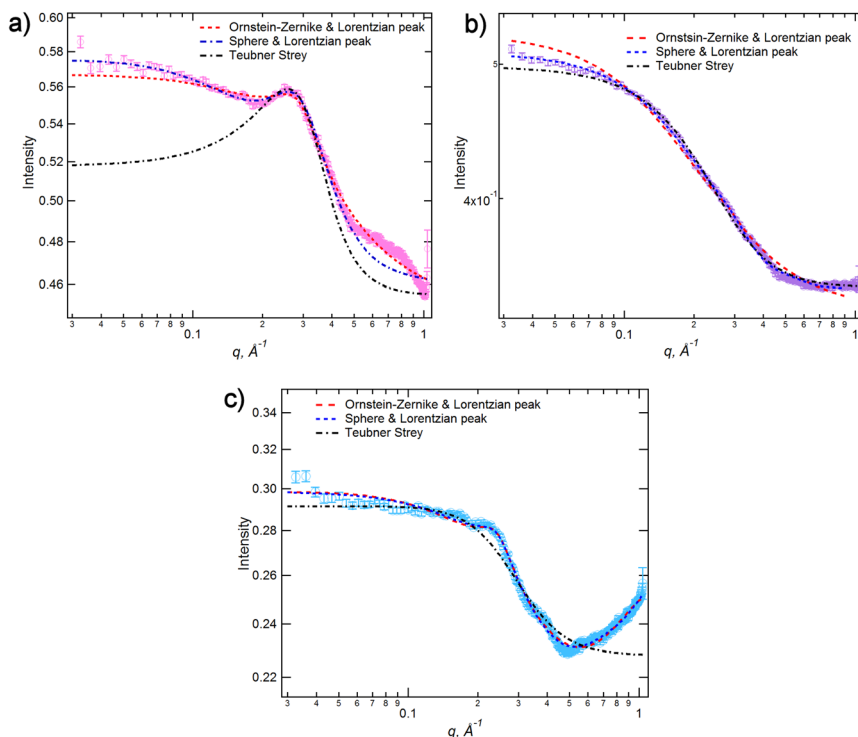 a)
0.60
0.58
0.56
0.54
0.52
0.50
0.48
0.46
Intensity
Ornstein-Zernike & Lorentzian peak
Sphere & Lorentzian peak
Teubner Strey
3 4 5 6 7 8 9 0.1 2 3 4 5 6 7 8 9 1
q, Å⁻¹
b)
5
4x10⁻¹
Intensity
Ornstsin-Zernike & Lorentzian peak
Sphere & Lorentzian peak
Teubner Strey
3 4 5 6 7 8 9 0.1 2 3 4 5 6 7 8 9 1
q, Å⁻¹
c)
0.34
0.32
0.30
0.28
0.26
0.24
0.22
Intensity
Ornstein-Zernike & Lorentzian peak
Sphere & Lorentzian peak
Teubner Strey
3 4 5 6 7 8 9 0.1 2 3 4 5 6 7 8 9 1
q, Å⁻¹